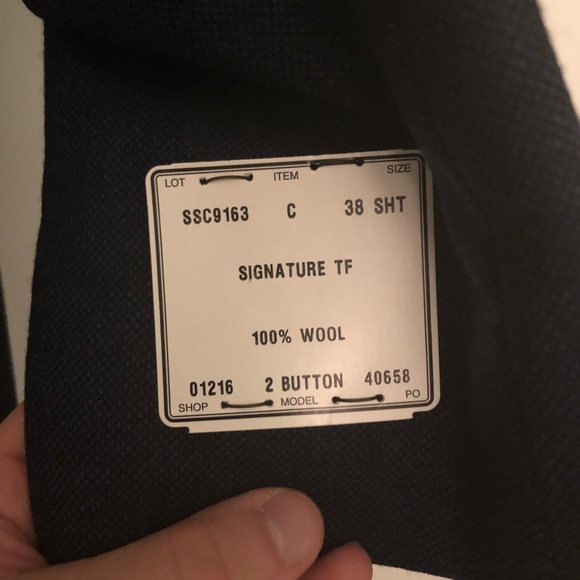 LOT ITEM SIZE
SSC9163 C 38 SHT
SIGNATURE TF
100% WOOL
01216 2 BUTTON 40658
SHOP MODEL PO